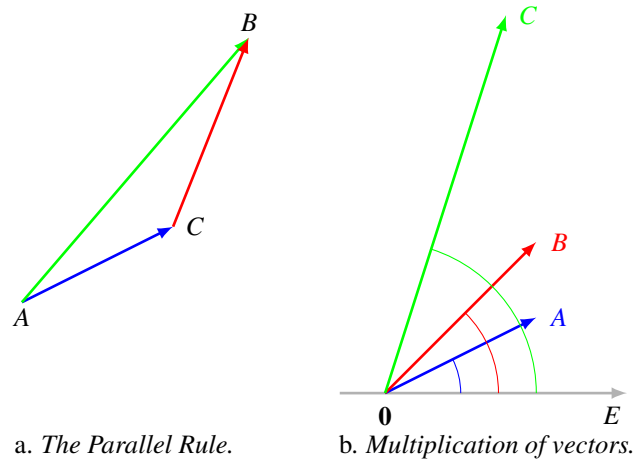 B
C
A
a. The Parallel Rule.
C
B
A
0
E
b. Multiplication of vectors.